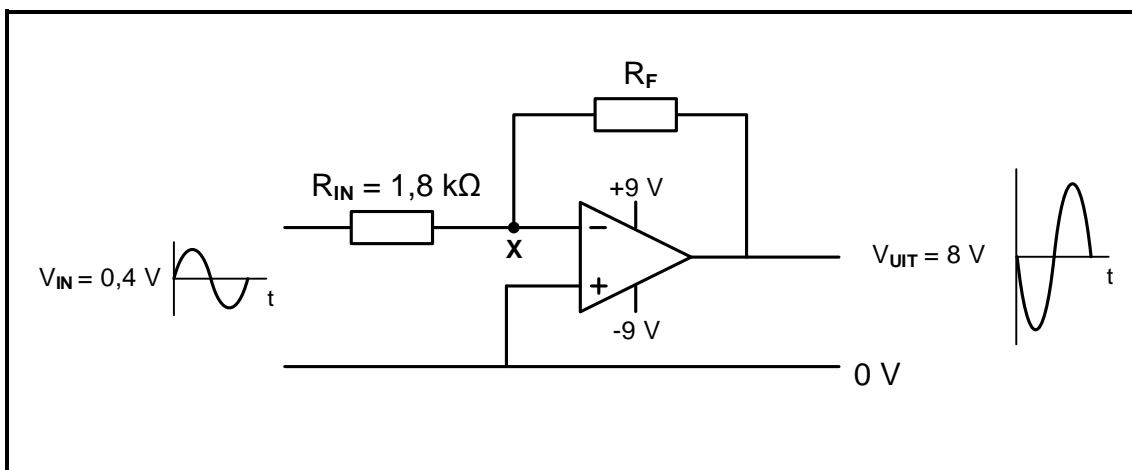 R_F
R_IN = 1,8 kΩ
+9 V
−
X
V_IN = 0,4 V
t
+
-9 V
V_UIT = 8 V
t
0 V